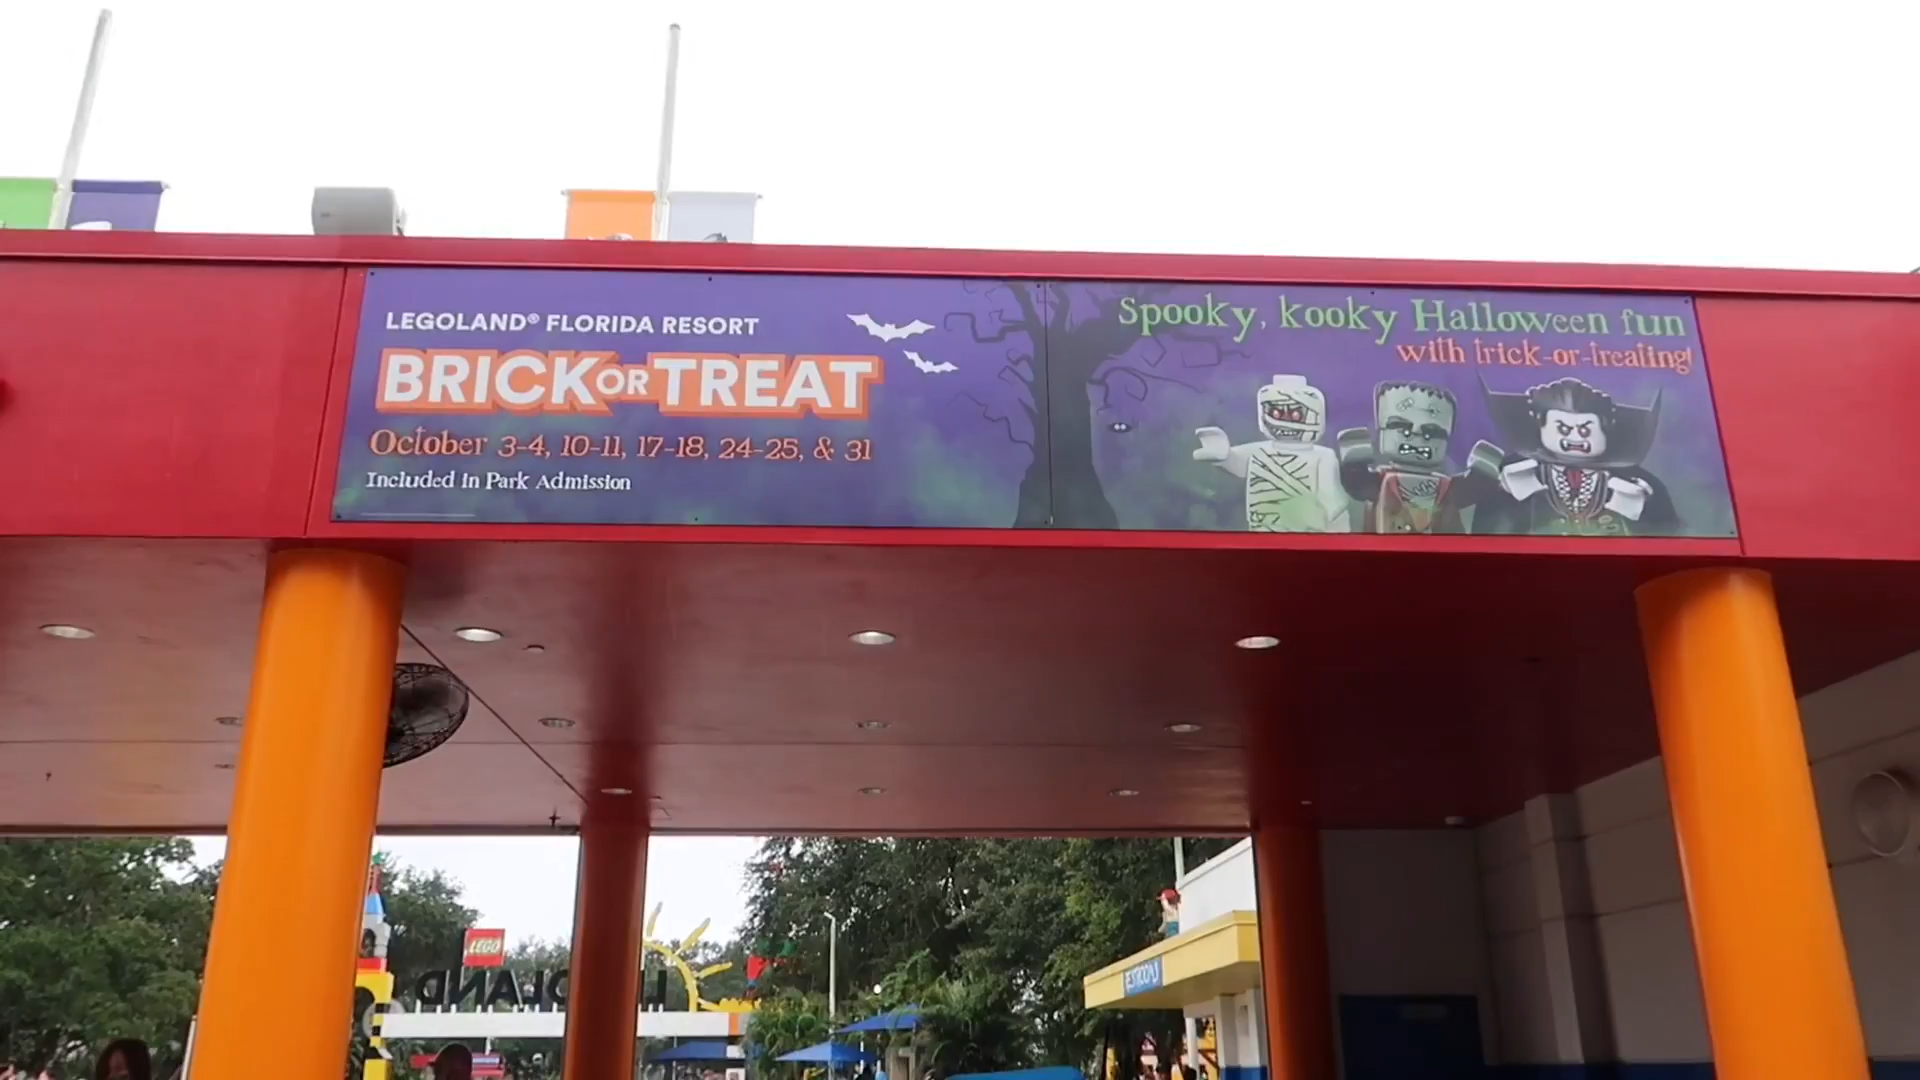 LEGOLAND® FLORIDA RESORT
BRICK OR TREAT
October 3-4, 10-11, 17-18, 24-25, & 31
Included in Park Admission
Spooky, kooky Halloween fun
with trick-or-treating!
LEGO